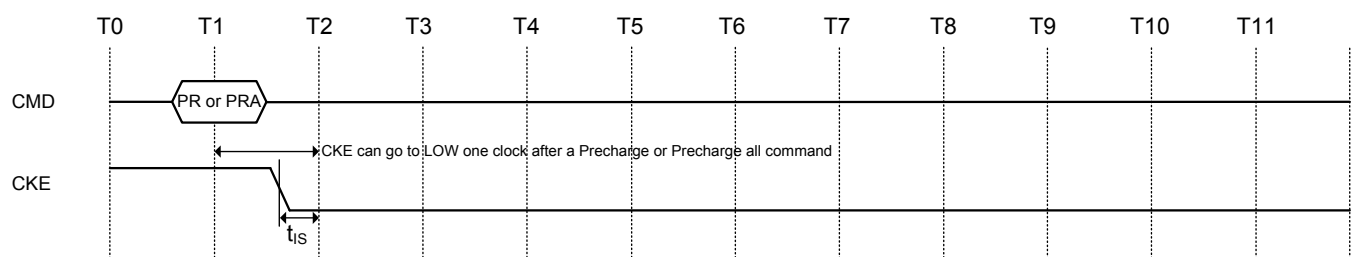 T0 T1 T2 T3 T4 T5 T6 T7 T8 T9 T10 T11
CMD PR or PRA
CKE can go to LOW one clock after a Precharge or Precharge all command
CKE
tIS